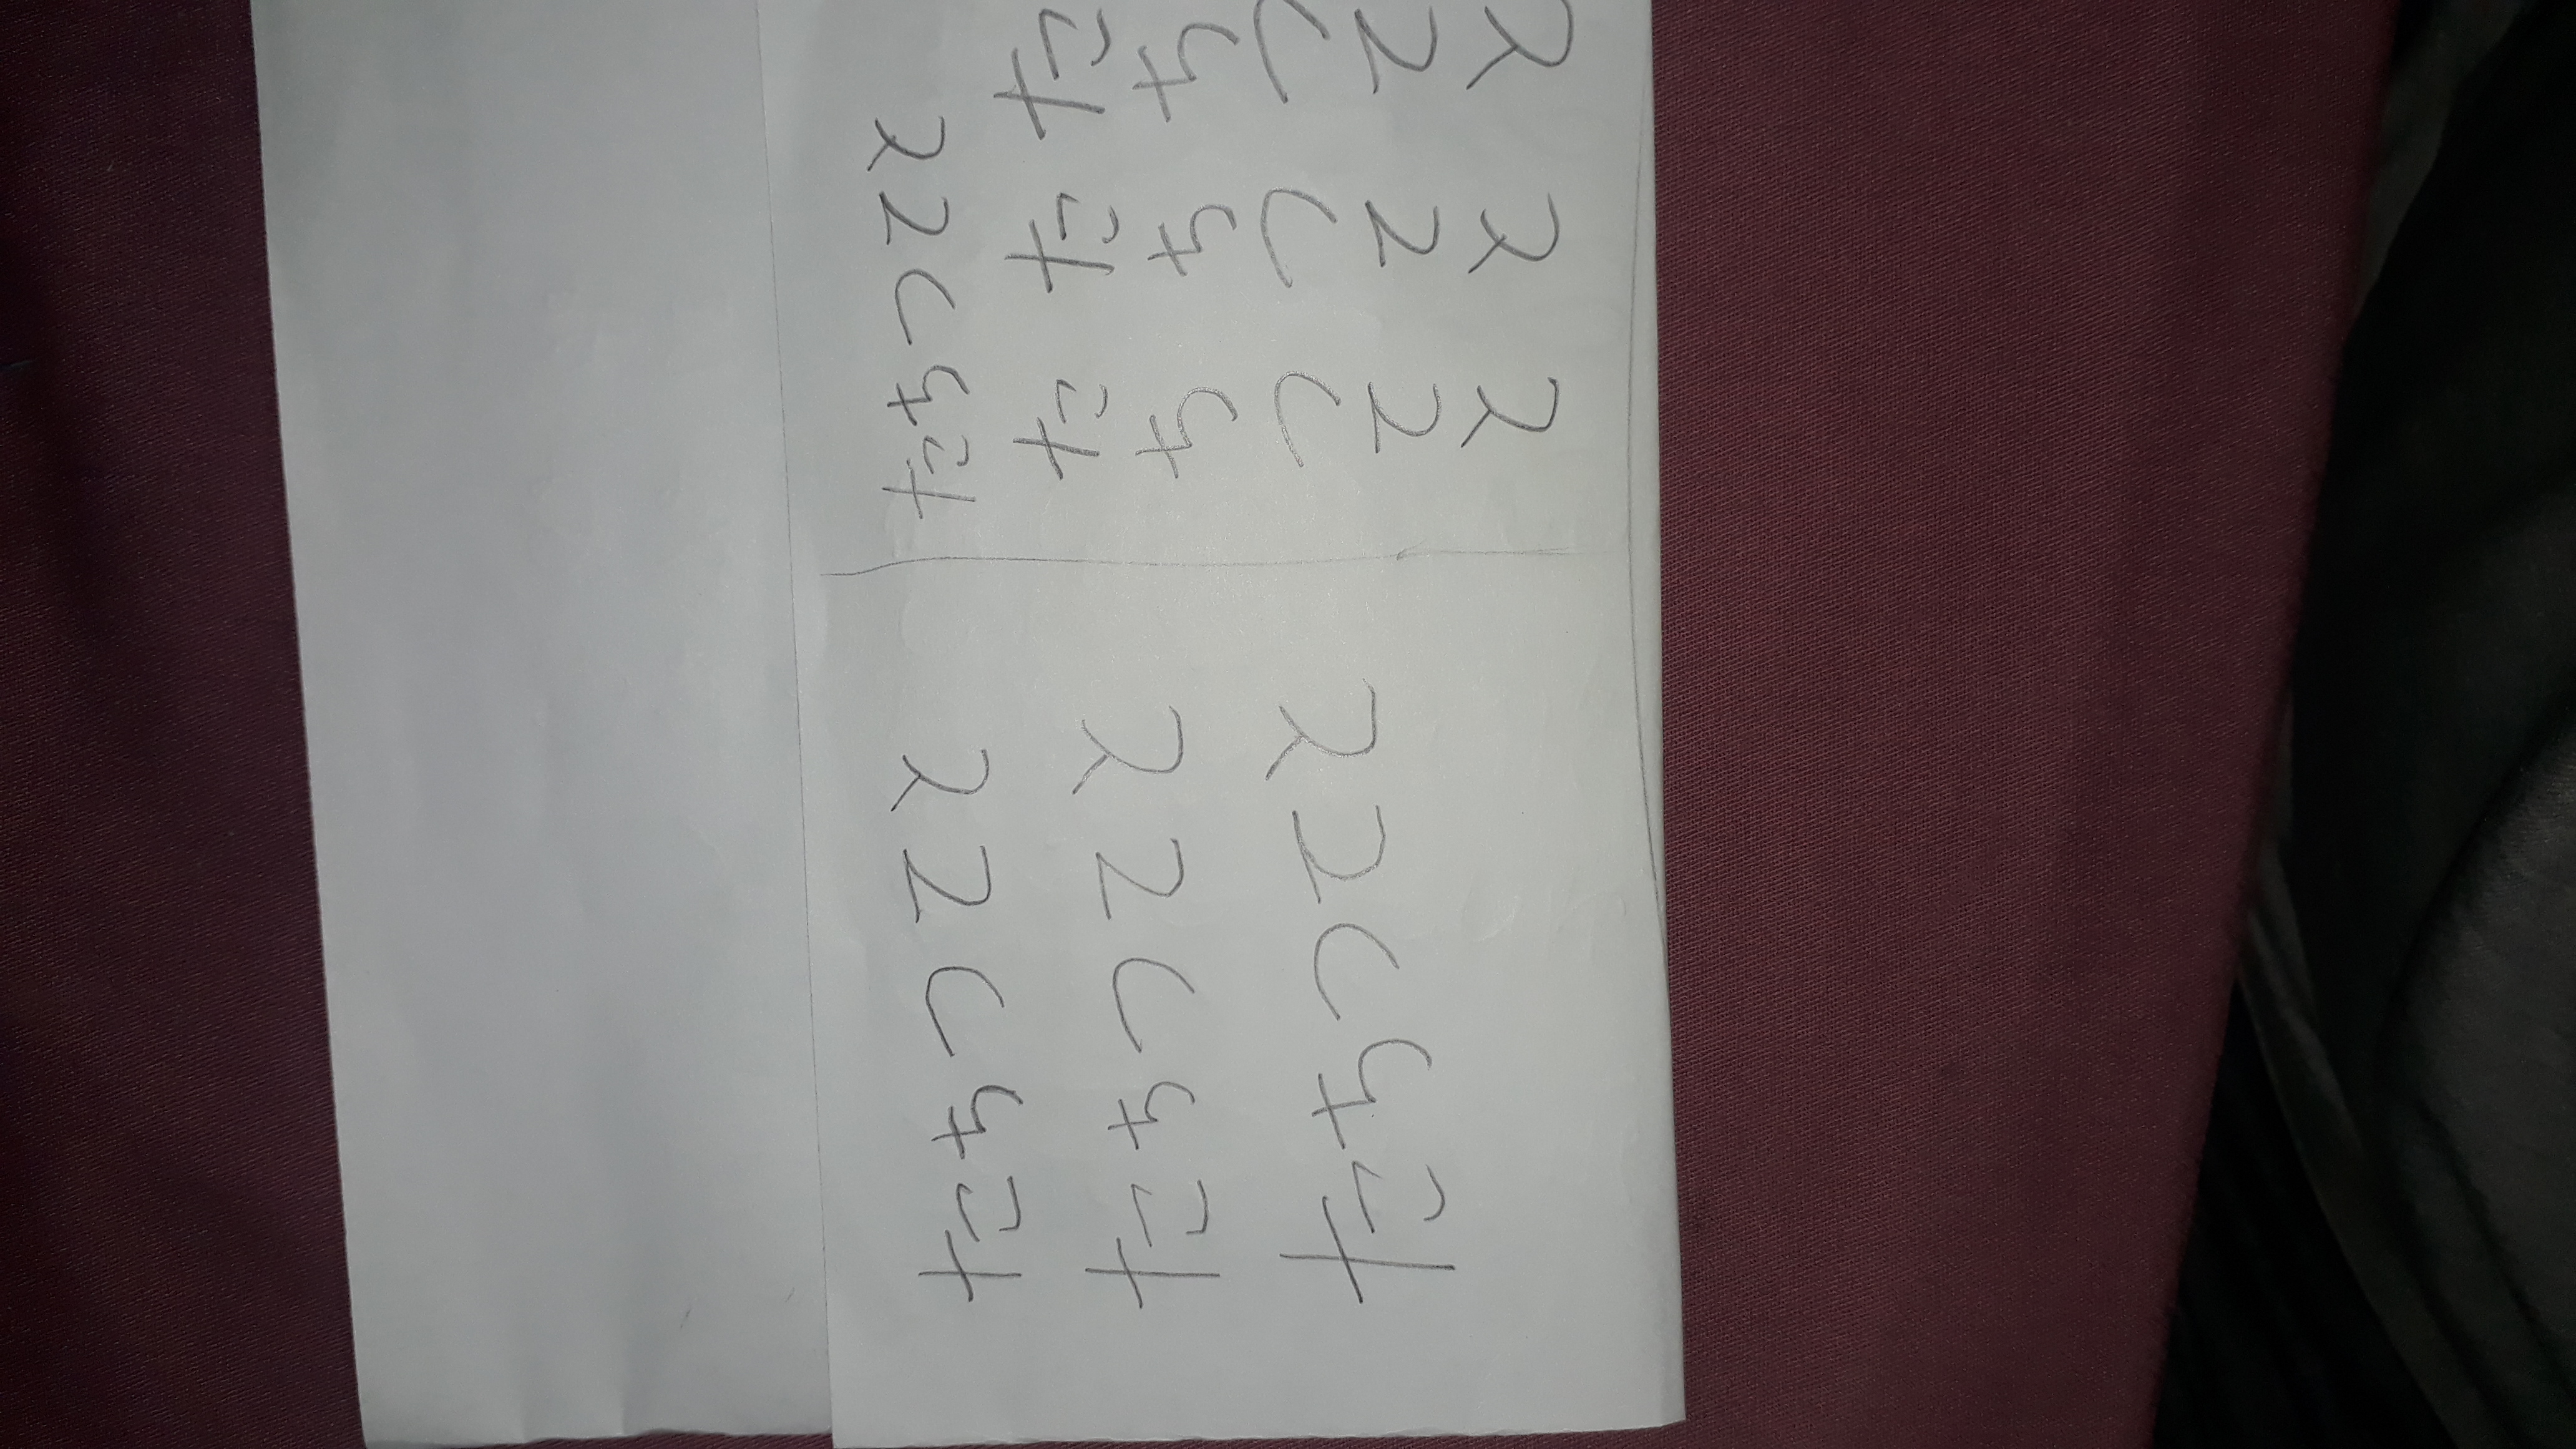 たちつてと
たちつてと
たちつてと
たちつてと
た た た
ち ち ち
つ つ つ
て て て
と と と